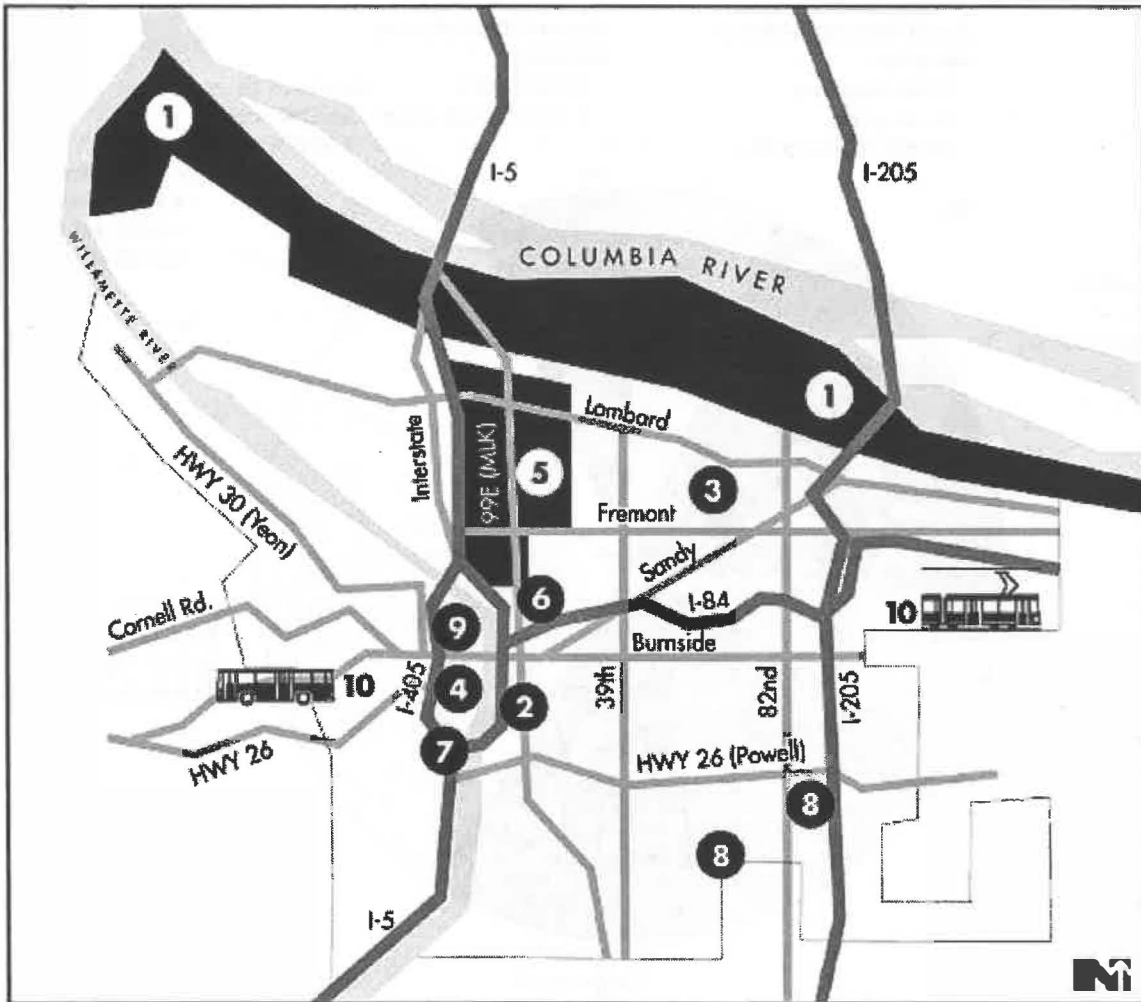 1
I-5
I-205
COLUMBIA RIVER
WILLAMETTE RIVER
1
Lombard
Interstate
99E (MLK)
5
3
HWY 30 (Yeon)
Fremont
Sandy
I-84
6
10
Cornell Rd.
9
Burnside
10
I-405
4
2
39th
82nd
I-205
HWY 26
7
HWY 26 (Powell)
8
8
I-5
N